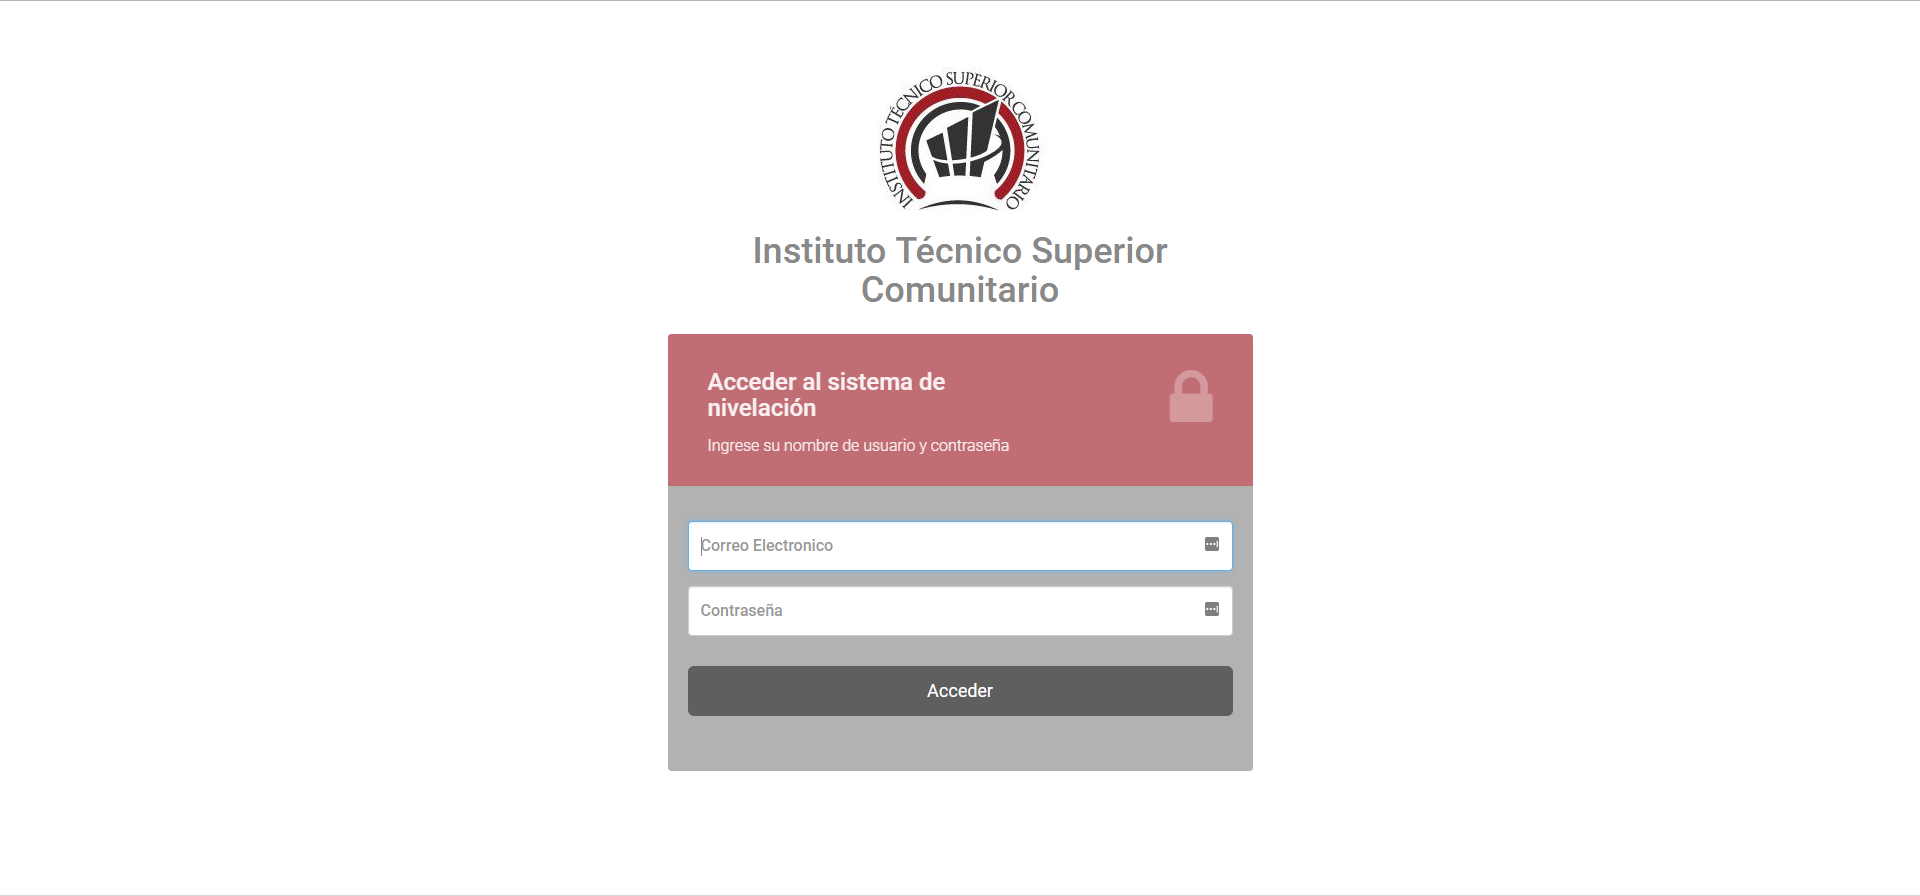 INSTITUTO TÉCNICO SUPERIOR COMUNITARIO
Instituto Técnico Superior
Comunitario
Acceder al sistema de
nivelación
Ingrese su nombre de usuario y contraseña
Correo Electronico
Contraseña
Acceder